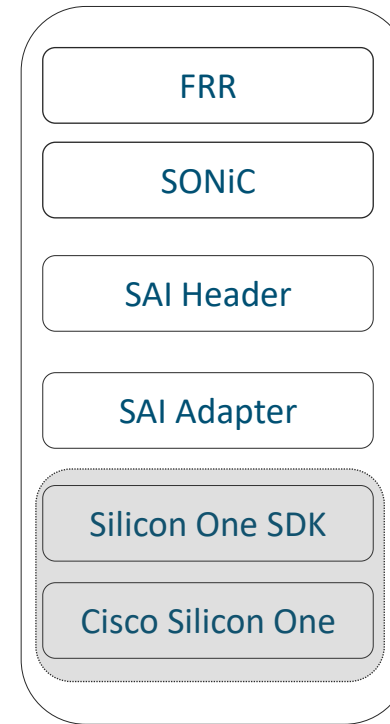 FRR
SONiC
SAI Header
SAI Adapter
Silicon One SDK
Cisco Silicon One